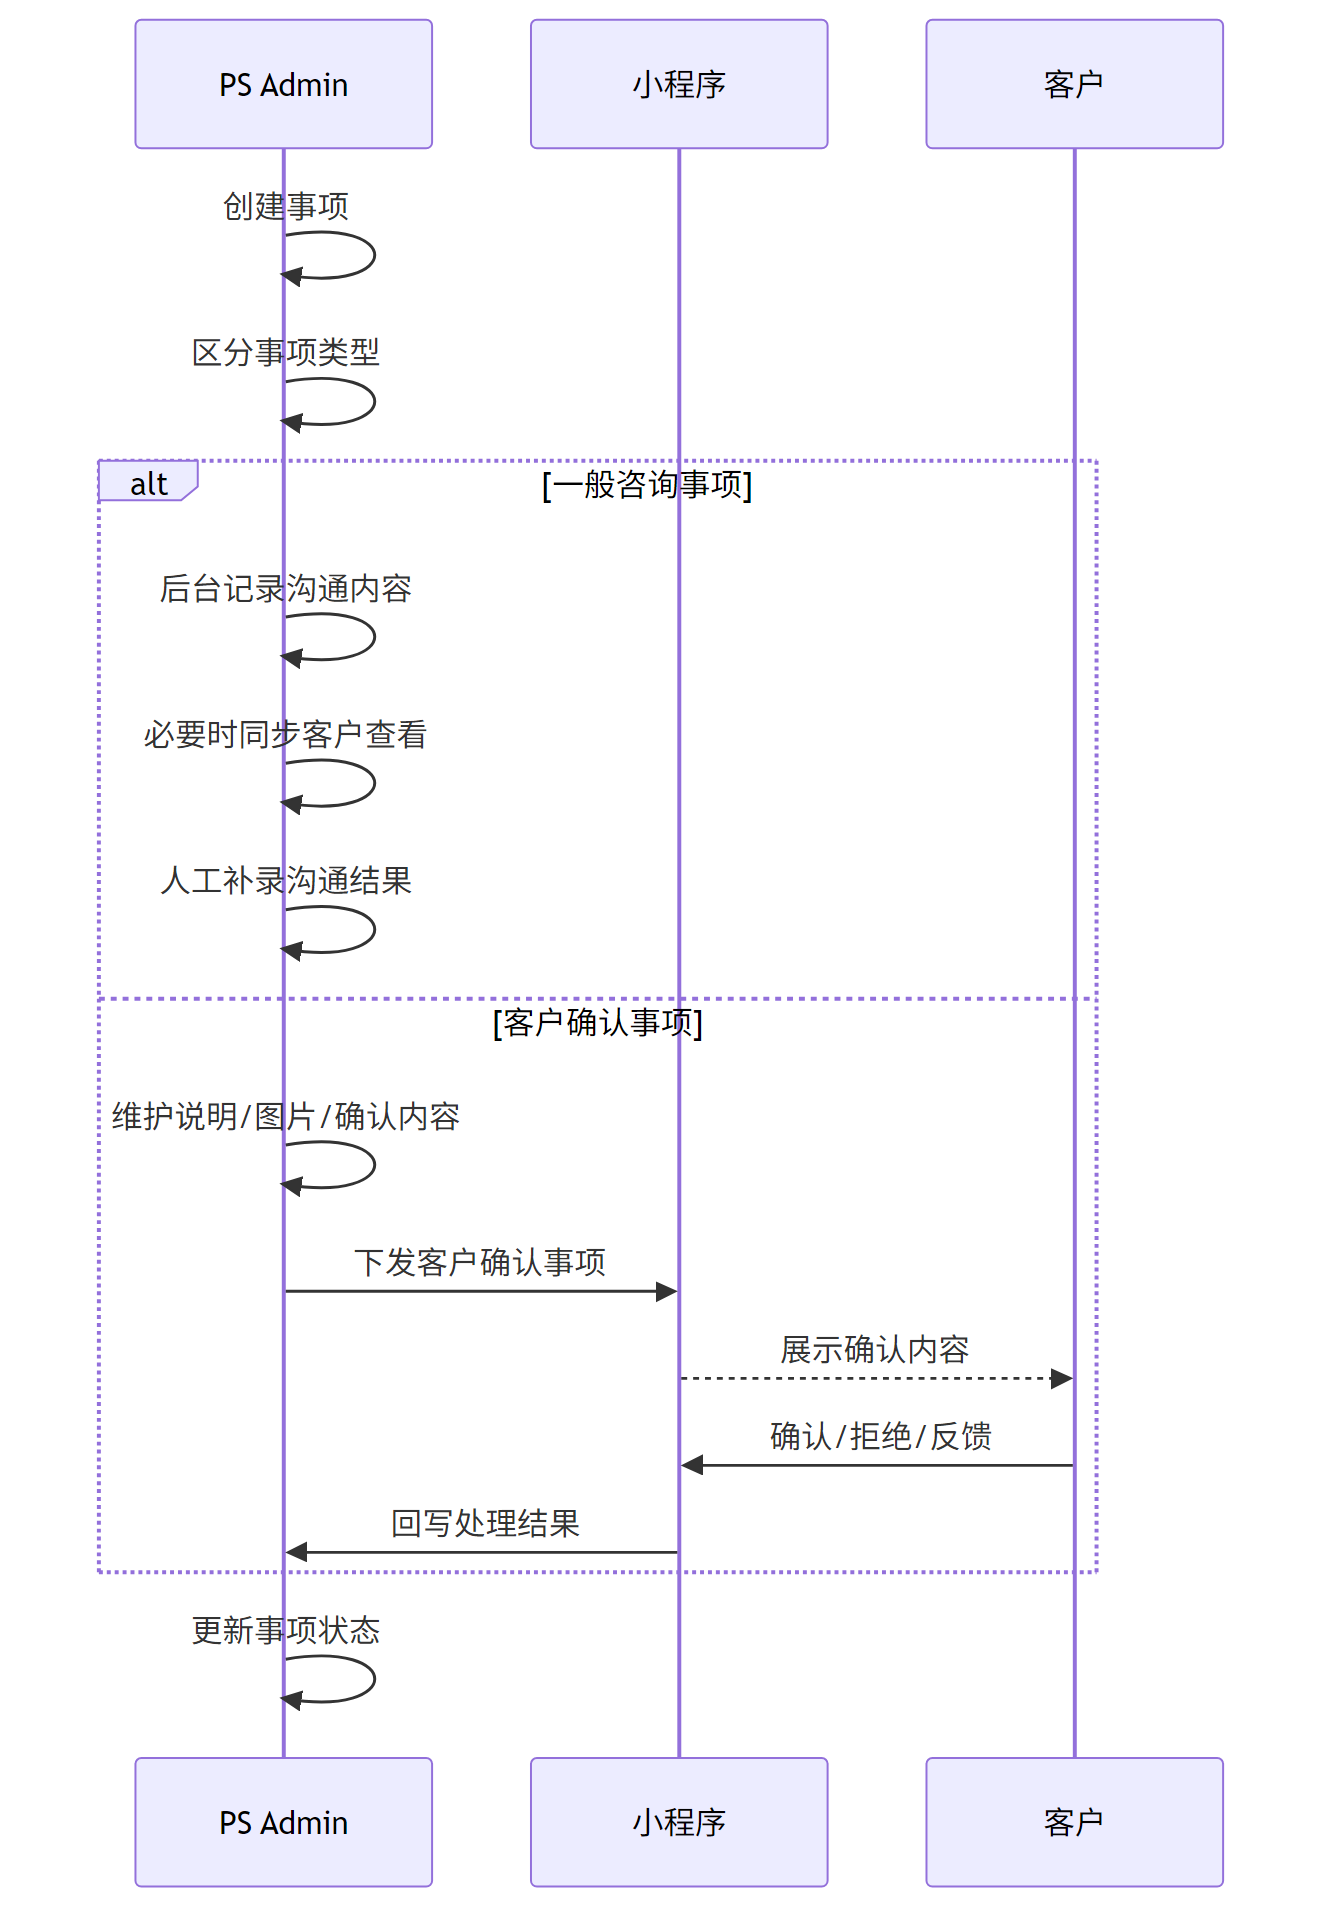 PS Admin
小程序
客户
创建事项
区分事项类型
alt
[一般咨询事项]
后台记录沟通内容
必要时同步客户查看
人工补录沟通结果
[客户确认事项]
维护说明/图片/确认内容
下发客户确认事项
展示确认内容
确认/拒绝/反馈
回写处理结果
更新事项状态
PS Admin
小程序
客户